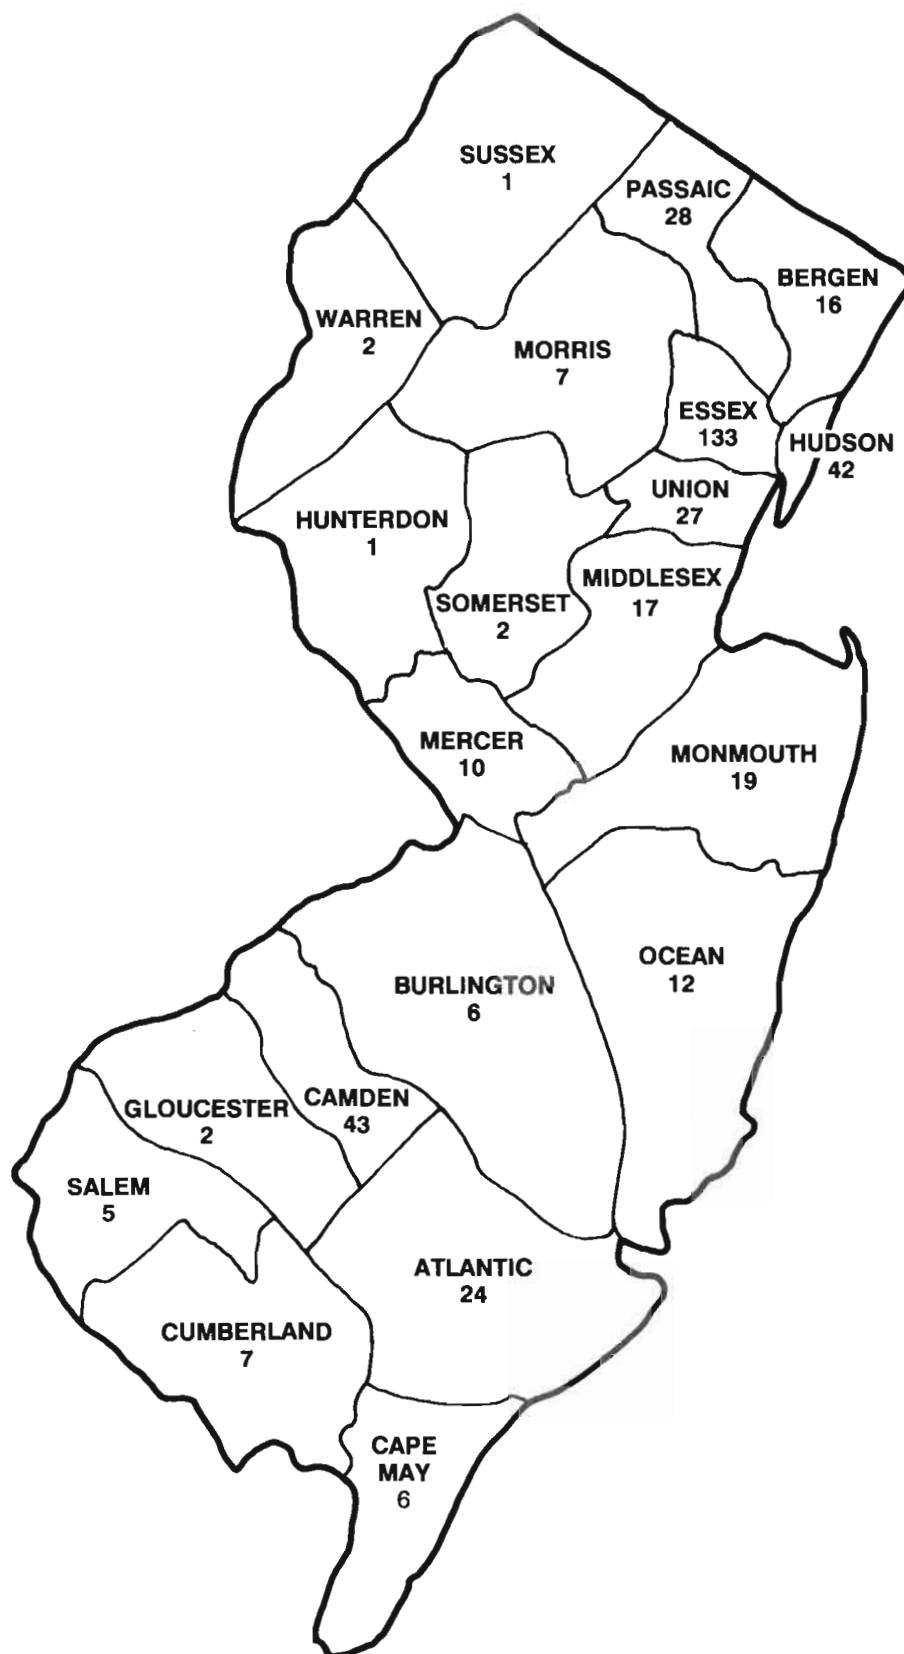 SUSSEX
1
PASSAIC
28
BERGEN
16
WARREN
2
MORRIS
7
ESSEX
133
HUDSON
42
UNION
27
HUNTERDON
1
MIDDLESEX
17
SOMERSET
2
MERCER
10
MONMOUTH
19
OCEAN
12
BURLINGTON
6
CAMDEN
43
GLOUCESTER
2
SALEM
5
ATLANTIC
24
CUMBERLAND
7
CAPE
MAY
6